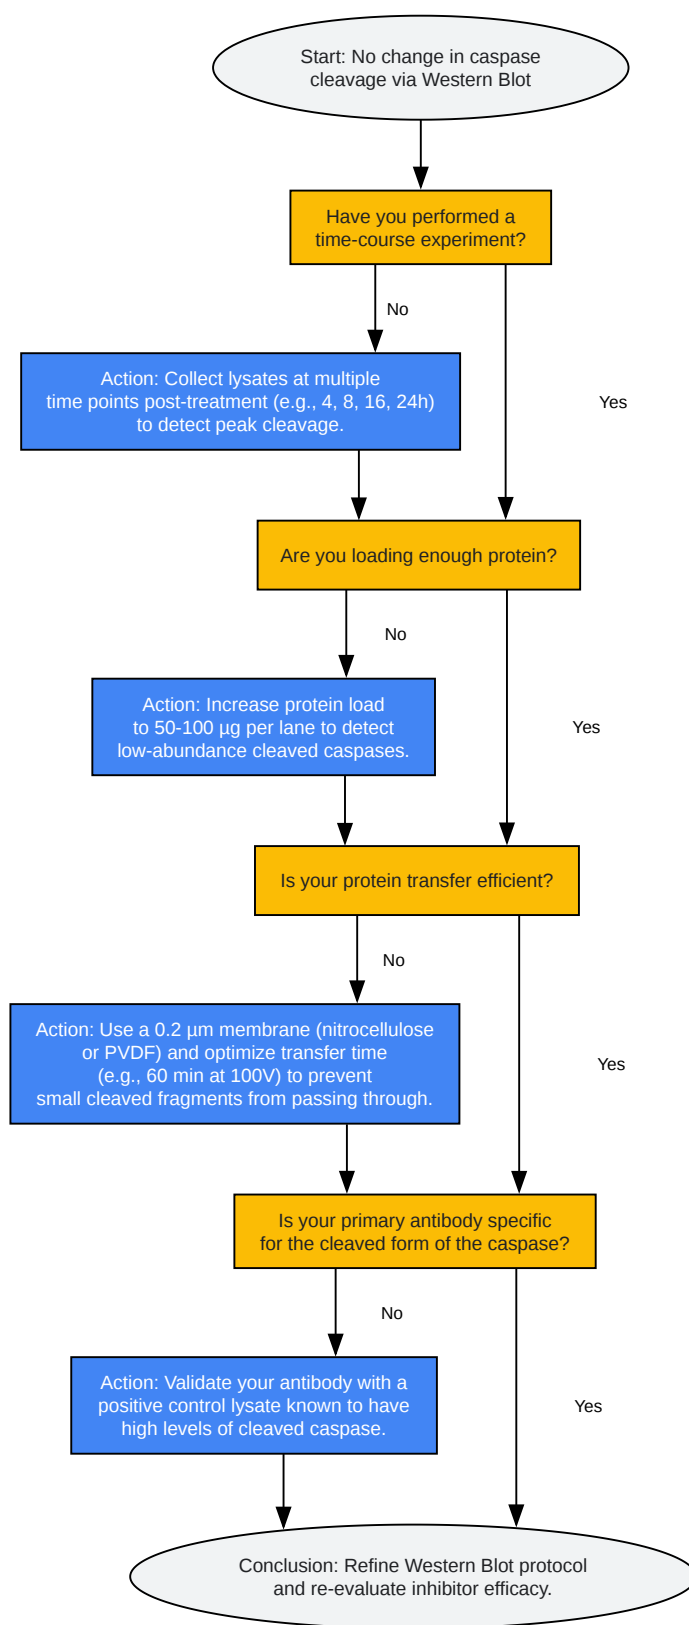 Start: No change in caspase
cleavage via Western Blot
Have you performed a
time-course experiment?
No
Action: Collect lysates at multiple
time points post-treatment (e.g., 4, 8, 16, 24h)
to detect peak cleavage.
Yes
Are you loading enough protein?
No
Action: Increase protein load
to 50-100 µg per lane to detect
low-abundance cleaved caspases.
Yes
Is your protein transfer efficient?
No
Action: Use a 0.2 µm membrane (nitrocellulose
or PVDF) and optimize transfer time
(e.g., 60 min at 100V) to prevent
small cleaved fragments from passing through.
Yes
Is your primary antibody specific
for the cleaved form of the caspase?
No
Action: Validate your antibody with a
positive control lysate known to have
high levels of cleaved caspase.
Yes
Conclusion: Refine Western Blot protocol
and re-evaluate inhibitor efficacy.